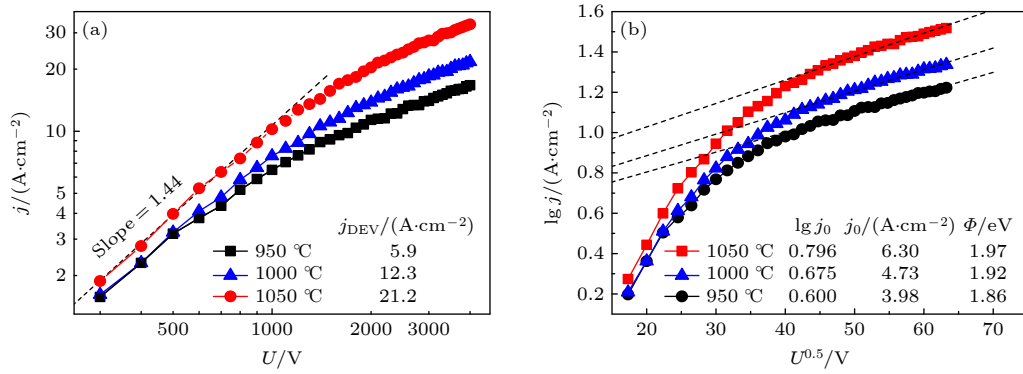 (a)
30
20
10
5
4
3
2
j/(A·cm⁻²)
Slope = 1.44
j_DEV/(A·cm⁻²)
950 ℃ 5.9
1000 ℃ 12.3
1050 ℃ 21.2
500 1000 2000 3000
U/V
(b)
1.6
1.4
1.2
1.0
0.8
0.6
0.4
0.2
lg j/(A·cm⁻²)
lg j₀ j₀/(A·cm⁻²) Φ/eV
1050 ℃ 0.796 6.30 1.97
1000 ℃ 0.675 4.73 1.92
950 ℃ 0.600 3.98 1.86
20 30 40 50 60 70
U⁰·⁵/V